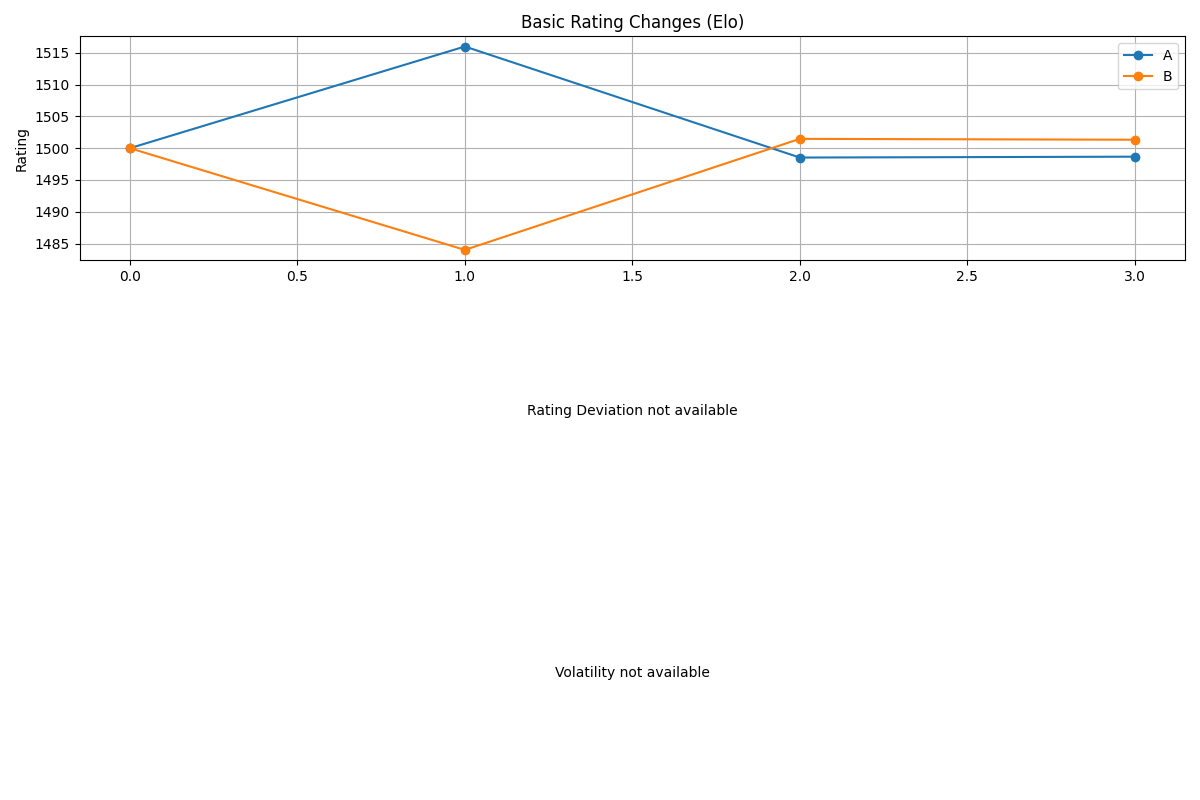 Basic Rating Changes (Elo)
Rating
1515
1510
1505
1500
1495
1490
1485
A
B
0.0
0.5
1.0
1.5
2.0
2.5
3.0
Rating Deviation not available
Volatility not available